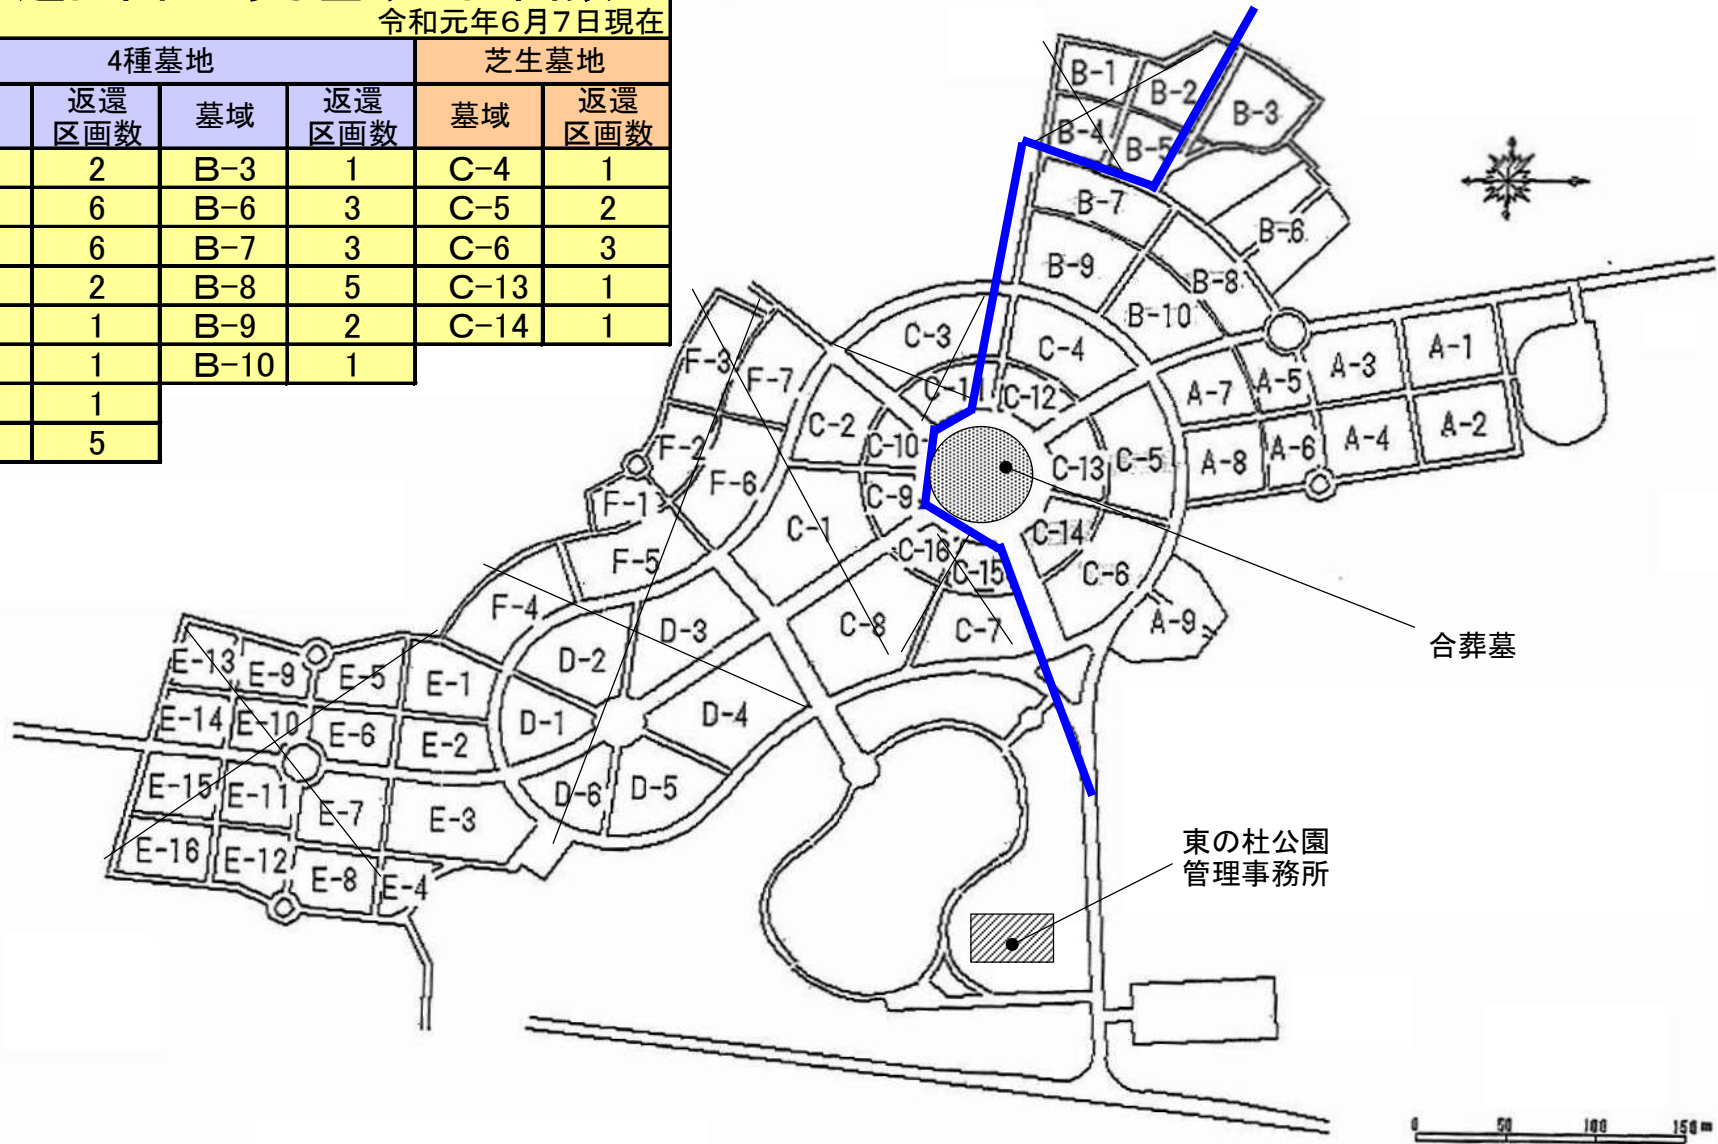 令和元年6月7日現在
4種墓地 芝生墓地
返還区画数 墓域 返還区画数 墓域 返還区画数
2 B-3 1 C-4 1
6 B-6 3 C-5 2
6 B-7 3 C-6 3
2 B-8 5 C-13 1
1 B-9 2 C-14 1
1 B-10 1
1
5
B-1
B-2
B-3
B-4
B-5
B-7
B-6
B-9
B-8
B-10
C-3
C-4
C-11
C-12
F-3
F-7
C-2
C-10
C-13
C-5
A-7
A-5
A-3
A-1
A-8
A-6
A-4
A-2
F-2
F-6
F-1
C-9
C-1
C-14
C-16
C-15
C-6
F-5
F-4
C-8
C-7
A-9
合葬墓
D-3
D-2
E-13
E-9
E-5
E-1
E-14
E-10
E-6
E-2
D-1
D-4
E-15
E-11
E-7
E-3
D-6
D-5
E-16
E-12
E-8
E-4
東の杜公園
管理事務所
0 50 100 150m